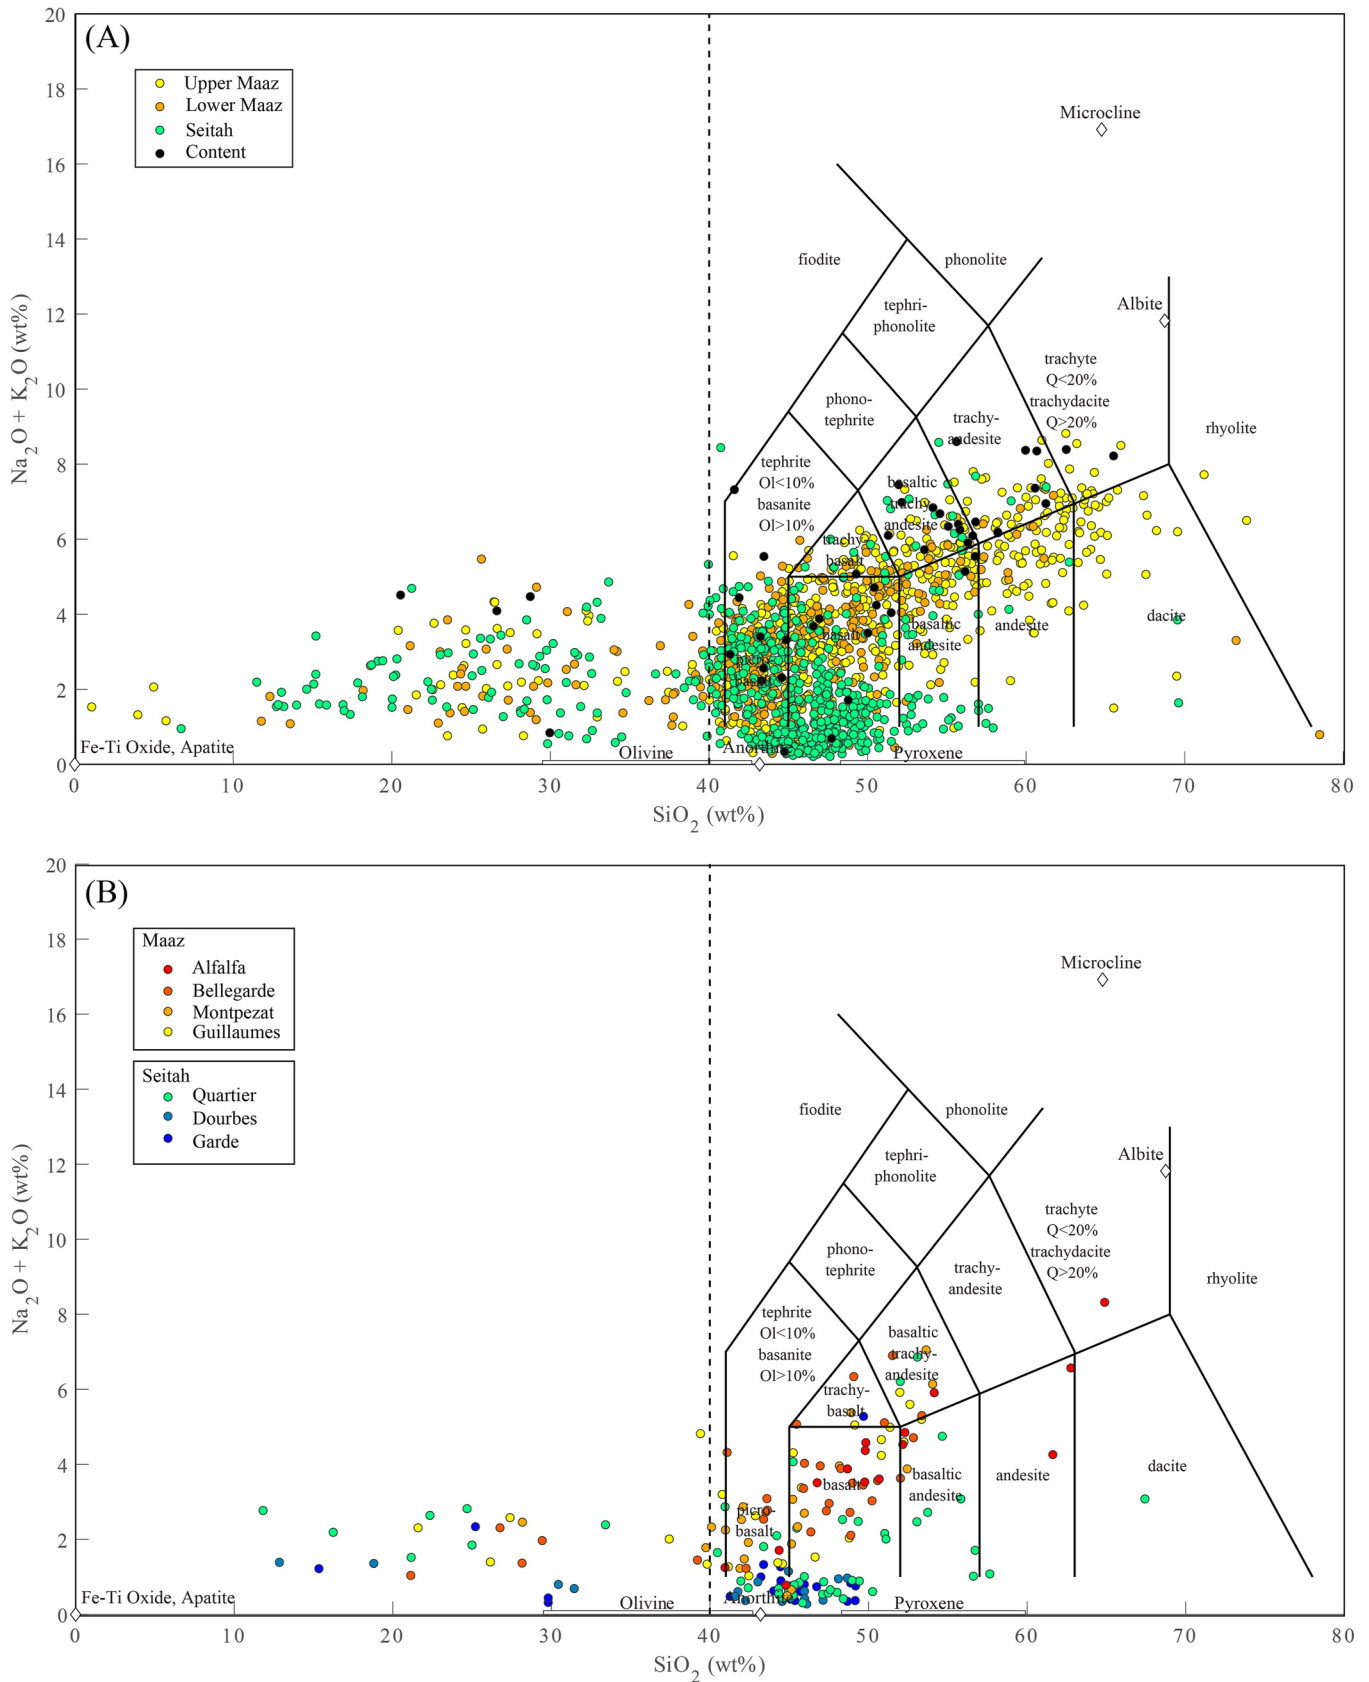 (A)
20
18
16
14
12
10
8
6
4
2
0
Na2O + K2O (wt%)
Upper Maaz
Lower Maaz
Seitah
Content
Microcline
fiodite
phonolite
tephri-
phonolite
Albite
trachyte
Q<20%
trachydacite
Q>20%
phono-
tephrite
trachy-
andesite
rhyolite
tephrite
Ol<10%
basanite
Ol>10%
basaltic
trachy-
andesite
trachy-
basalt
basalt
basaltic
andesite
andesite
dacite
picro-
basalt
Fe-Ti Oxide, Apatite
Olivine
Anorthite
Pyroxene
0 10 20 30 40 50 60 70 80
SiO2 (wt%)
(B)
20
18
16
14
12
10
8
6
4
2
0
Na2O + K2O (wt%)
Maaz
Alfalfa
Bellegarde
Montpezat
Guillaumes
Seitah
Quartier
Dourbes
Garde
Microcline
fiodite
phonolite
tephri-
phonolite
Albite
trachyte
Q<20%
trachydacite
Q>20%
phono-
tephrite
trachy-
andesite
rhyolite
tephrite
Ol<10%
basanite
Ol>10%
basaltic
trachy-
andesite
trachy-
basalt
basalt
basaltic
andesite
andesite
dacite
picro-
basalt
Fe-Ti Oxide, Apatite
Olivine
Anorthite
Pyroxene
0 10 20 30 40 50 60 70 80
SiO2 (wt%)